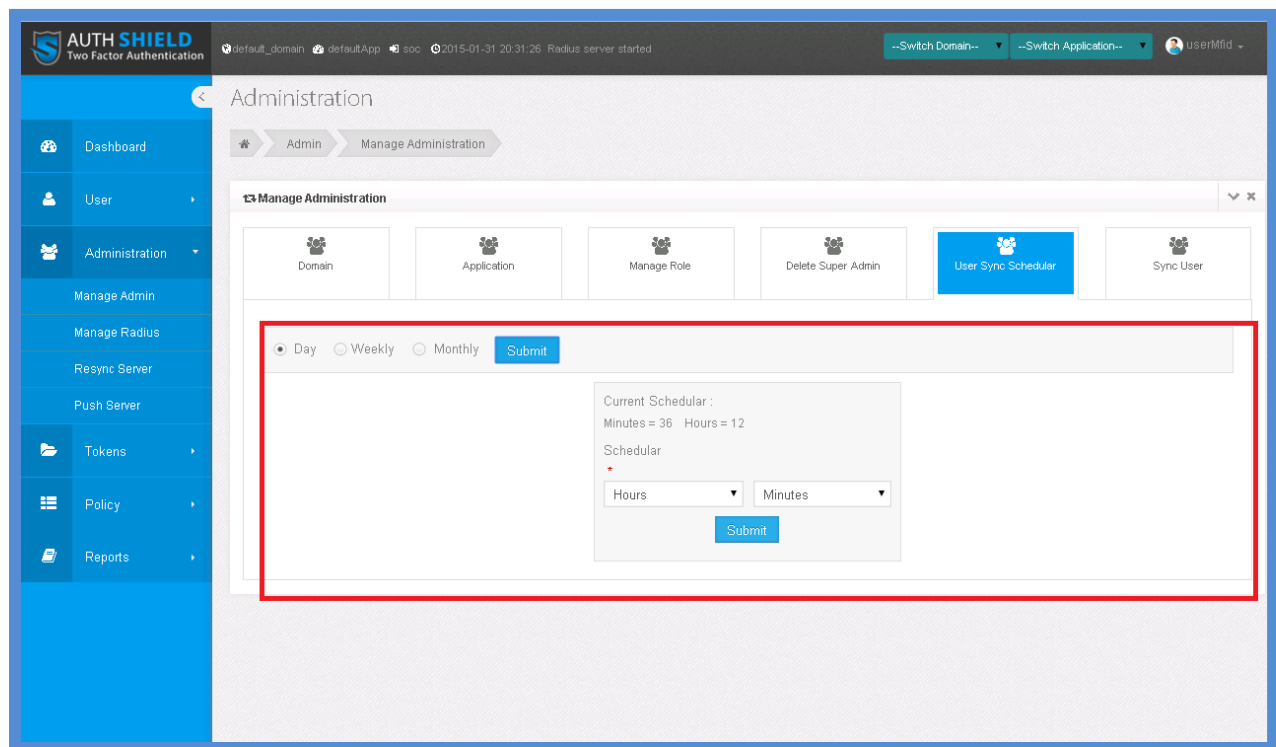 AUTH SHIELD
Two Factor Authentication
default_domain defaultApp soc 2015-01-31 20:31:26 Radius server started
--Switch Domain-- --Switch Application-- userMfid
Administration
Admin Manage Administration
Dashboard
User
Administration
Manage Admin
Manage Radius
Resync Server
Push Server
Tokens
Policy
Reports
Manage Administration
Domain Application Manage Role Delete Super Admin User Sync Schedular Sync User
Day Weekly Monthly Submit
Current Schedular :
Minutes = 36 Hours = 12
Schedular
*
Hours Minutes
Submit